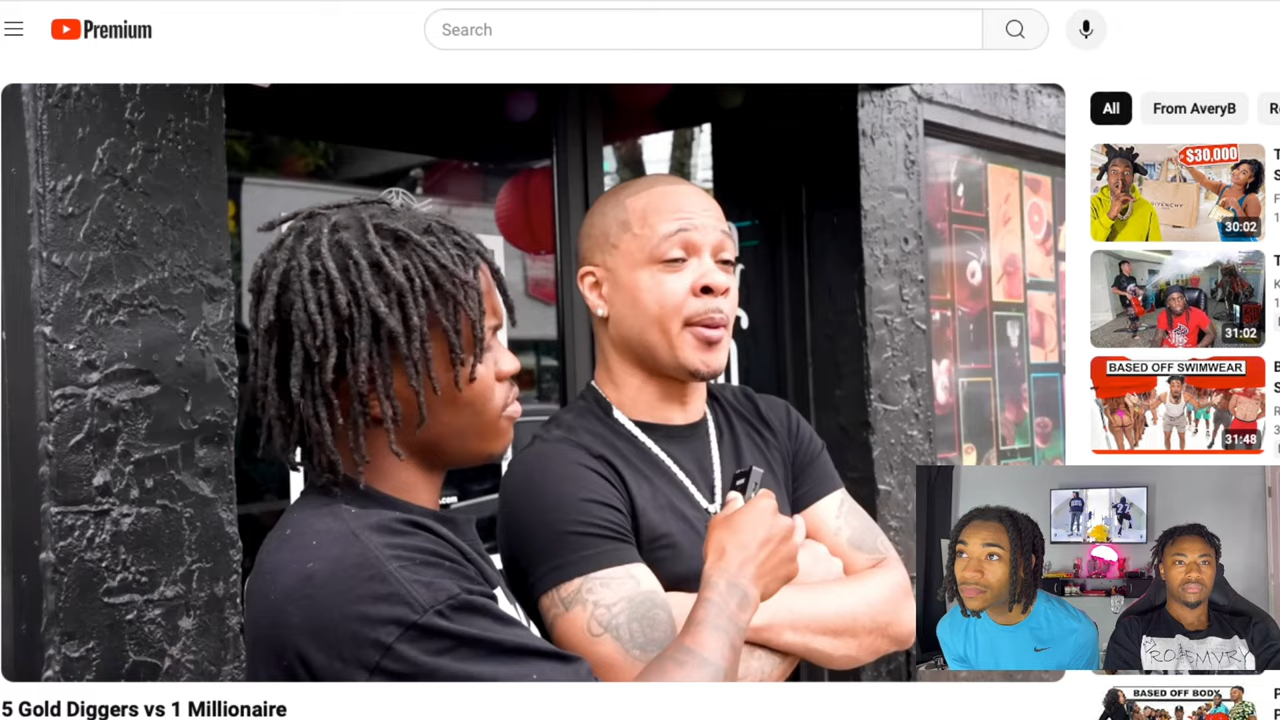 Premium
Search
All
From AveryB
$30,000
GIVENCHY
30:02
31:02
BASED OFF SWIMWEAR
31:48
.com
BASED OFF BODY
5 Gold Diggers vs 1 Millionaire